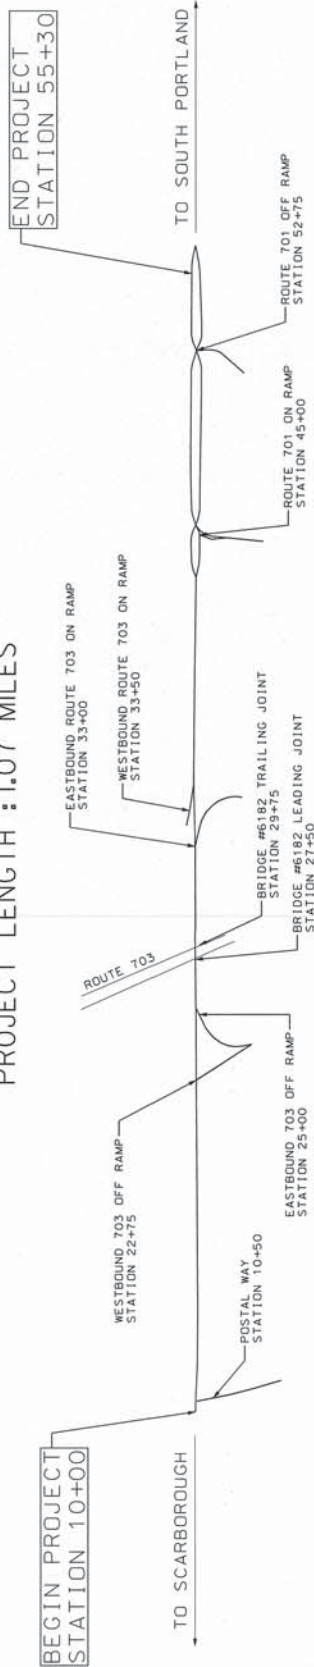 PROJECT LENGTH : 1.07 MILES
BEGIN PROJECT
STATION 10+00
END PROJECT
STATION 55+30
TO SCARBOROUGH
TO SOUTH PORTLAND
POSTAL WAY
STATION 10+50
WESTBOUND 703 OFF RAMP
STATION 22+75
EASTBOUND 703 OFF RAMP
STATION 25+00
ROUTE 703
BRIDGE #6182 LEADING JOINT
STATION 27+50
BRIDGE #6182 TRAILING JOINT
STATION 29+75
EASTBOUND ROUTE 703 ON RAMP
STATION 33+00
WESTBOUND ROUTE 703 ON RAMP
STATION 33+50
ROUTE 701 ON RAMP
STATION 45+00
ROUTE 701 OFF RAMP
STATION 52+75